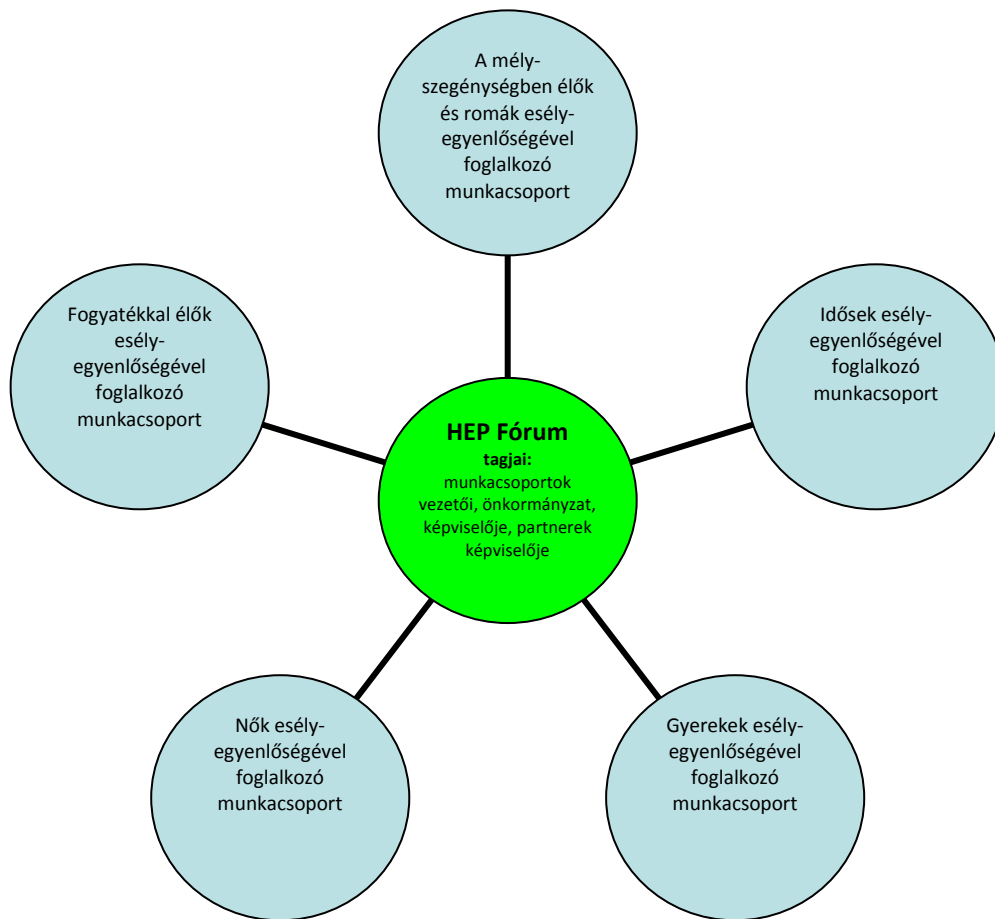 A mély-
szegénységben élők
és romák esély-
egyenlőségével
foglalkozó
munkacsoport
Fogyatékkal élők
esély-
egyenlőségével
foglalkozó
munkacsoport
Idősek esély-
egyenlőségével
foglalkozó
munkacsoport
HEP Fórum
tagjai:
munkacsoportok
vezetői, önkormányzat,
képviselője, partnerek
képviselője
Nők esély-
egyenlőségével
foglalkozó
munkacsoport
Gyerekek esély-
egyenlőségével
foglalkozó
munkacsoport